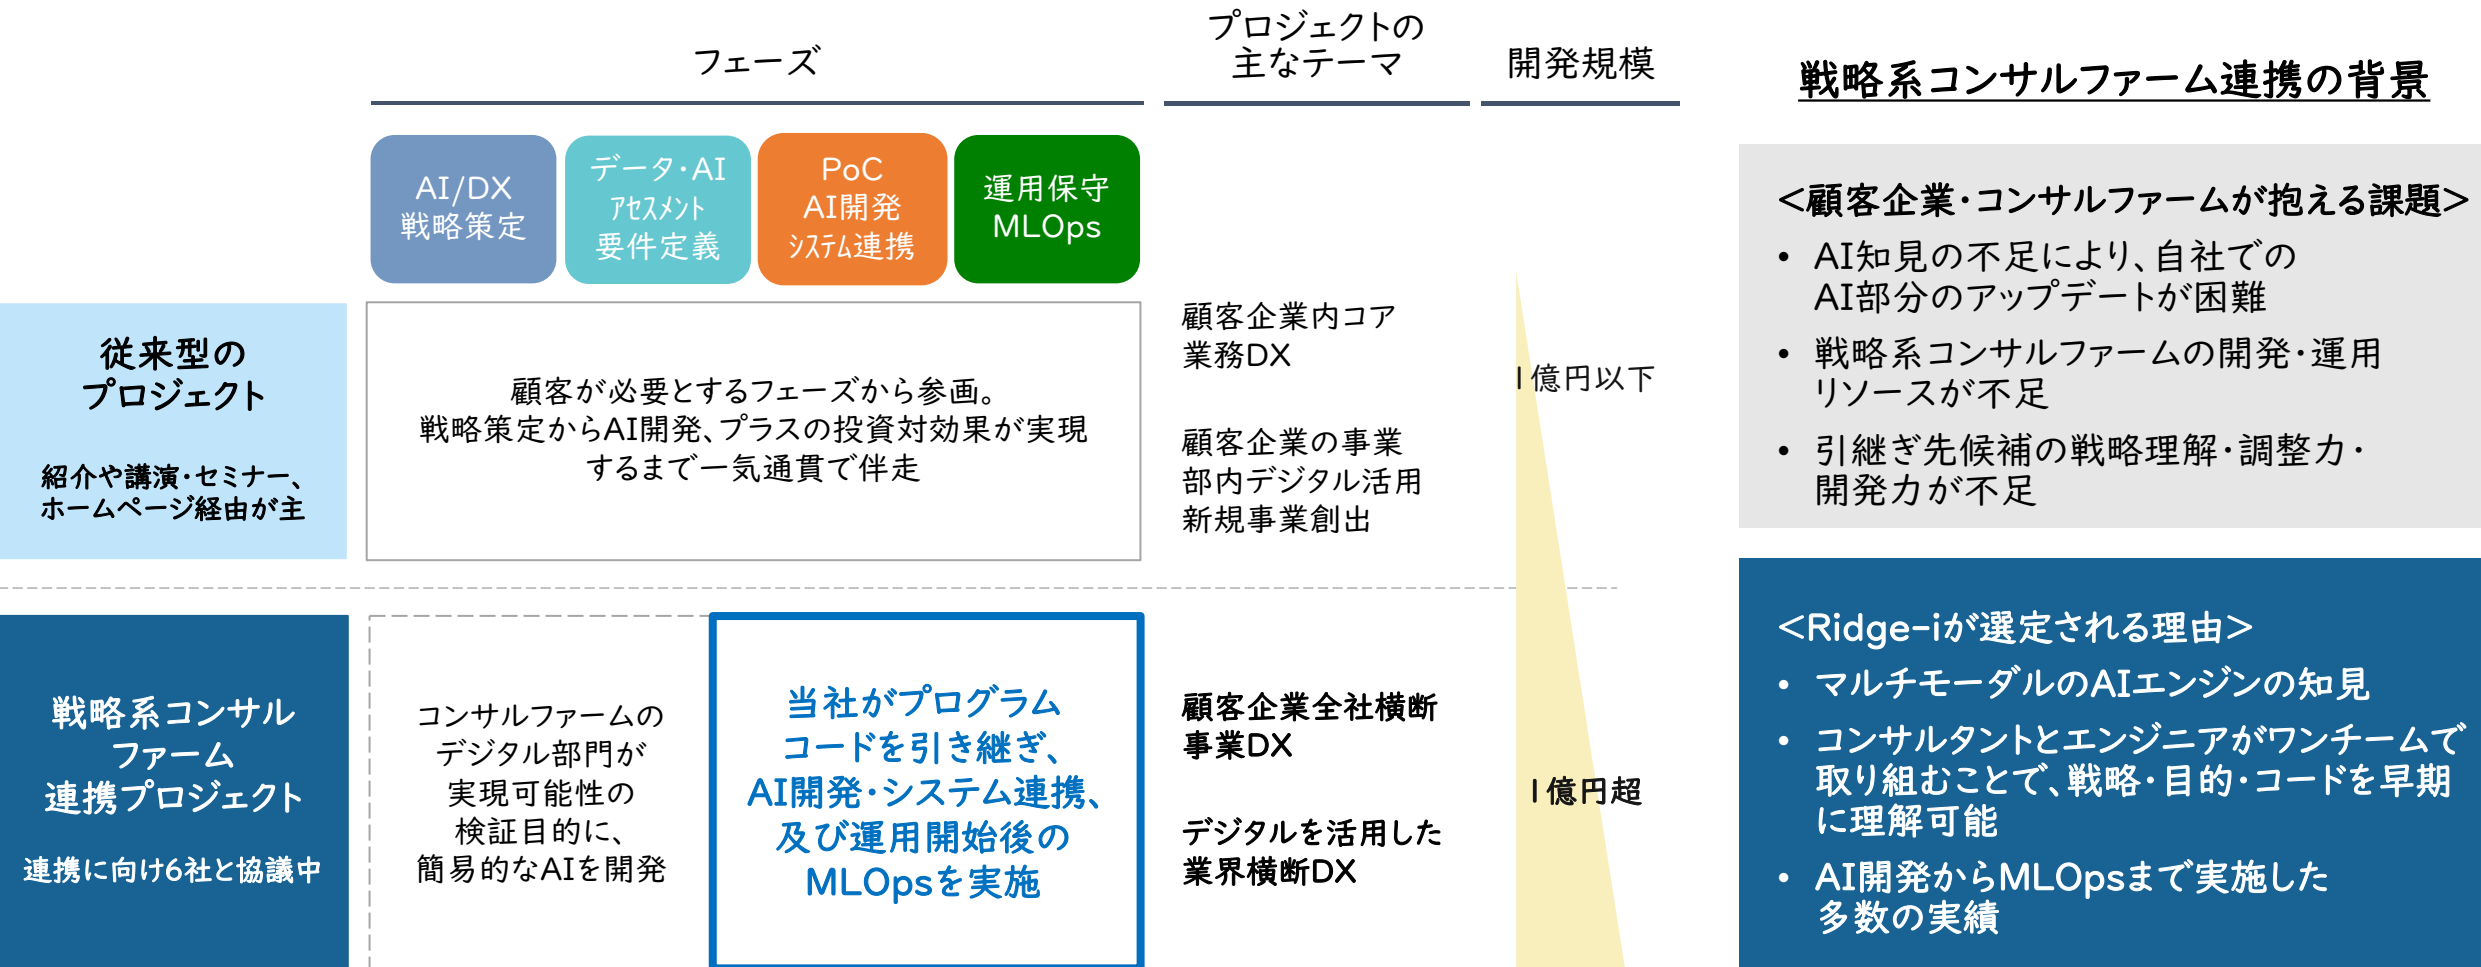 フェーズ
プロジェクトの
主なテーマ
開発規模
AI/DX
戦略策定
データ・AI
ｱｾｽﾒﾝﾄ
要件定義
PoC
AI開発
ｼｽﾃﾑ連携
運用保守
MLOps
従来型の
プロジェクト
紹介や講演・セミナー、
ホームページ経由が主
顧客が必要とするフェーズから参画。
戦略策定からAI開発、プラスの投資対効果が実現
するまで一気通貫で伴走
顧客企業内コア
業務DX
顧客企業の事業
部内デジタル活用
新規事業創出
1億円以下
戦略系コンサル
ファーム
連携プロジェクト
連携に向け6社と協議中
コンサルファームの
デジタル部門が
実現可能性の
検証目的に、
簡易的なAIを開発
当社がプログラム
コードを引き継ぎ、
AI開発・システム連携、
及び運用開始後の
MLOpsを実施
顧客企業全社横断
事業DX
デジタルを活用した
業界横断DX
1億円超
戦略系コンサルファーム連携の背景
<顧客企業・コンサルファームが抱える課題>
• AI知見の不足により、自社での
AI部分のアップデートが困難
• 戦略系コンサルファームの開発・運用
リソースが不足
• 引継ぎ先候補の戦略理解・調整力・
開発力が不足
<Ridge-iが選定される理由>
• マルチモーダルのAIエンジンの知見
• コンサルタントとエンジニアがワンチームで
取り組むことで、戦略・目的・コードを早期
に理解可能
• AI開発からMLOpsまで実施した
多数の実績